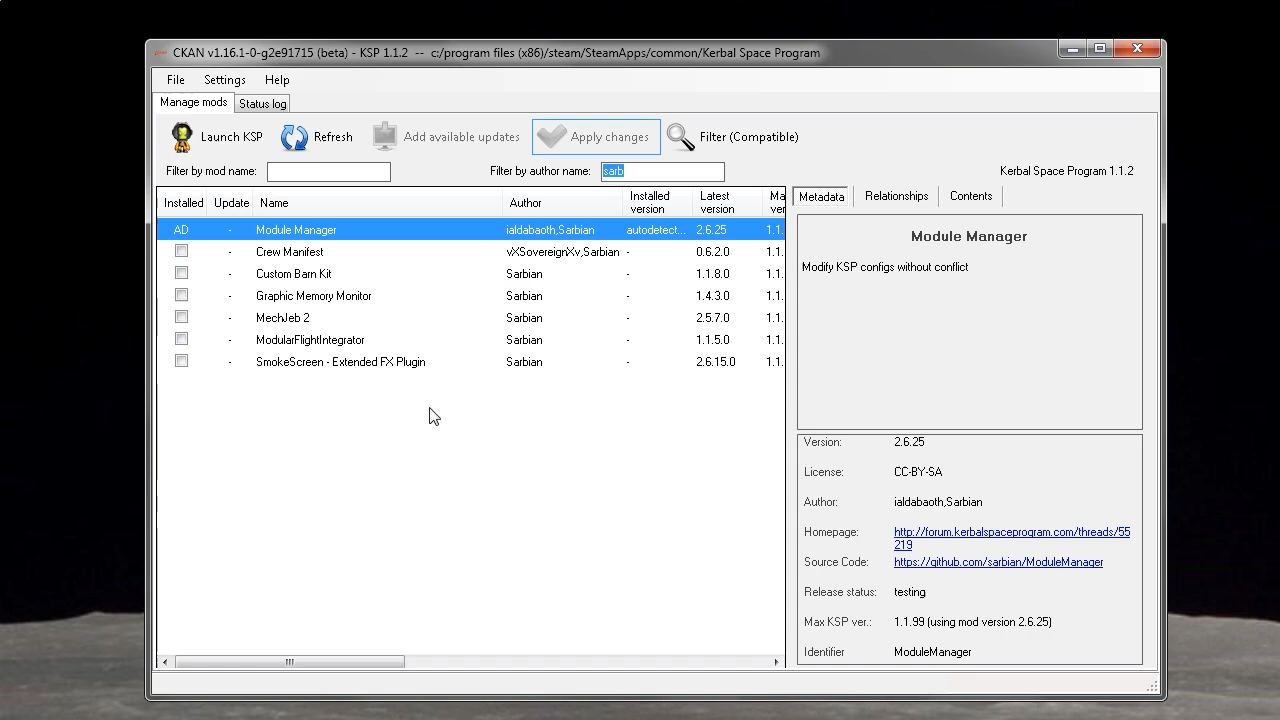 CKAN v1.16.1-0-g2e91715 (beta) - KSP 1.1.2 -- c:/program files (x86)/steam/SteamApps/common/Kerbal Space Program
File Settings Help
Manage mods Status log
Launch KSP Refresh Add available updates Apply changes Filter (Compatible)
Filter by mod name: Filter by author name: sarb Kerbal Space Program 1.1.2
Installed Update Name Author Installed version Latest version Ma ver
Metadata Relationships Contents
AD - Module Manager ialdabaoth,Sarbian autodetect... 2.6.25 1.1.
- Crew Manifest vXSovereignXv,Sarbian - 0.6.2.0 1.1.
- Custom Barn Kit Sarbian - 1.1.8.0 1.1.
- Graphic Memory Monitor Sarbian - 1.4.3.0 1.1.
- MechJeb 2 Sarbian - 2.5.7.0 1.1.
- ModularFlightIntegrator Sarbian - 1.1.5.0 1.1.
- SmokeScreen - Extended FX Plugin Sarbian - 2.6.15.0 1.1.
Module Manager
Modify KSP configs without conflict
Version: 2.6.25
License: CC-BY-SA
Author: ialdabaoth,Sarbian
Homepage: http://forum.kerbalspaceprogram.com/threads/55
219
Source Code: https://github.com/sarbian/ModuleManager
Release status: testing
Max KSP ver.: 1.1.99 (using mod version 2.6.25)
Identifier ModuleManager